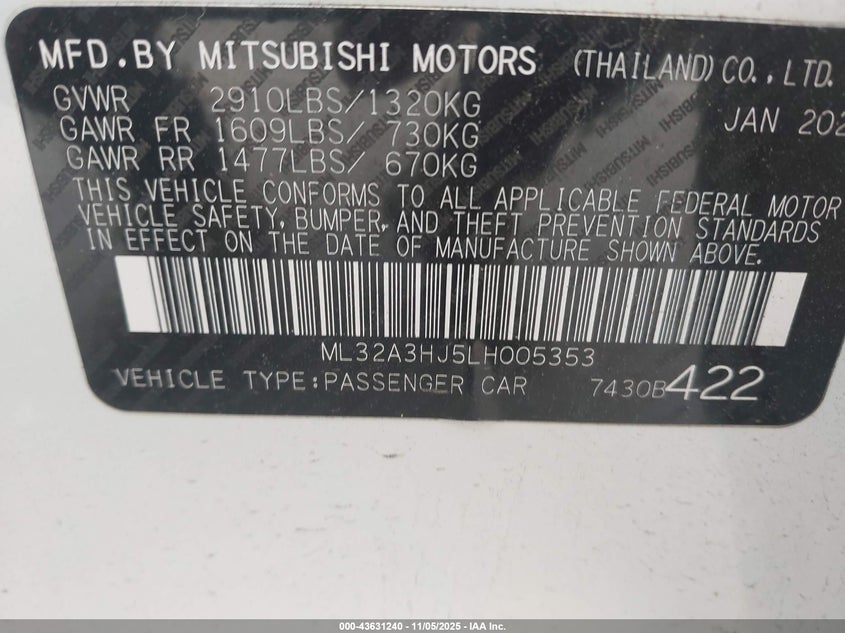 MFD.BY MITSUBISHI MOTORS (THAILAND) CO., LTD.
GVWR 2910LBS/1320KG JAN 202
GAWR FR 1609LBS/ 730KG
GAWR RR 1477LBS/ 670KG
THIS VEHICLE CONFORMS TO ALL APPLICABLE FEDERAL MOTOR
VEHICLE SAFETY, BUMPER, AND THEFT PREVENTION STANDARDS
IN EFFECT ON THE DATE OF MANUFACTURE SHOWN ABOVE.
ML32A3HJ5LH005353
VEHICLE TYPE:PASSENGER CAR 7430B422
000-43631240 - 11/05/2025 - IAA Inc.